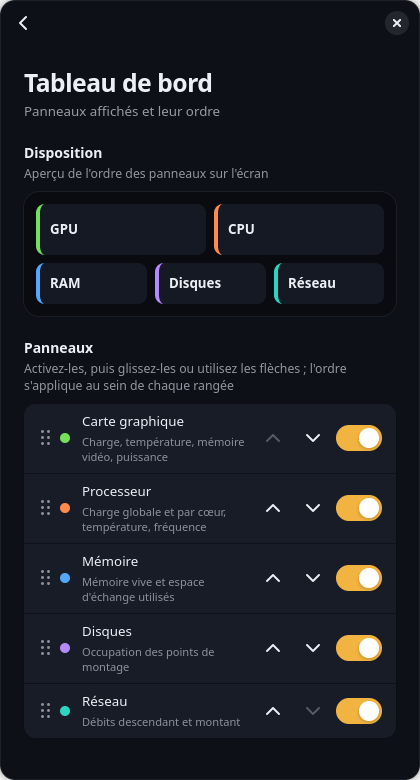 Tableau de bord
Panneaux affichés et leur ordre
Disposition
Aperçu de l'ordre des panneaux sur l'écran
GPU
CPU
RAM
Disques
Réseau
Panneaux
Activez-les, puis glissez-les ou utilisez les flèches ; l'ordre
s'applique au sein de chaque rangée
Carte graphique
Charge, température, mémoire
vidéo, puissance
Processeur
Charge globale et par cœur,
température, fréquence
Mémoire
Mémoire vive et espace
d'échange utilisés
Disques
Occupation des points de
montage
Réseau
Débits descendant et montant